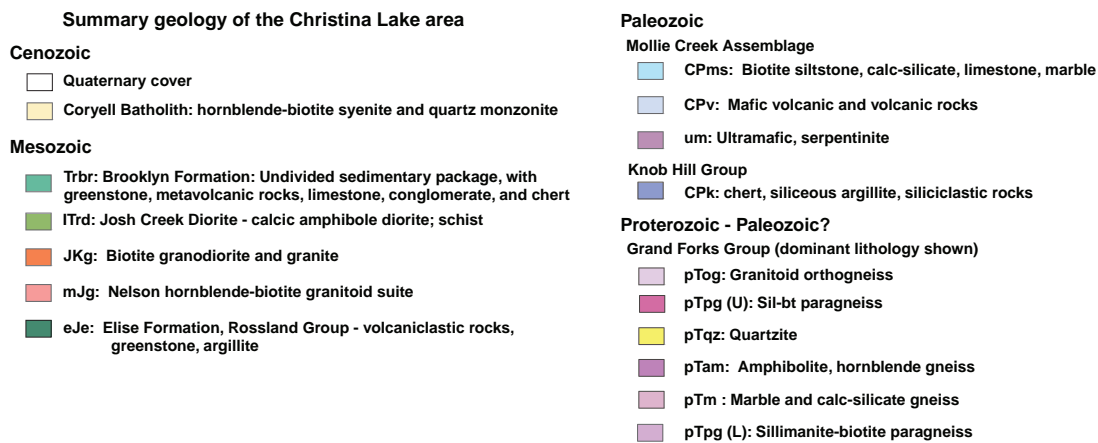 Summary geology of the Christina Lake area
Cenozoic
Quaternary cover
Coryell Batholith: hornblende-biotite syenite and quartz monzonite
Mesozoic
Trbr: Brooklyn Formation: Undivided sedimentary package, with
greenstone, metavolcanic rocks, limestone, conglomerate, and chert
lTrd: Josh Creek Diorite - calcic amphibole diorite; schist
JKg: Biotite granodiorite and granite
mJg: Nelson hornblende-biotite granitoid suite
eJe: Elise Formation, Rossland Group - volcaniclastic rocks,
greenstone, argillite
Paleozoic
Mollie Creek Assemblage
CPms: Biotite siltstone, calc-silicate, limestone, marble
CPv: Mafic volcanic and volcanic rocks
um: Ultramafic, serpentinite
Knob Hill Group
CPk: chert, siliceous argillite, siliciclastic rocks
Proterozoic - Paleozoic?
Grand Forks Group (dominant lithology shown)
pTog: Granitoid orthogneiss
pTpg (U): Sil-bt paragneiss
pTqz: Quartzite
pTam: Amphibolite, hornblende gneiss
pTm : Marble and calc-silicate gneiss
pTpg (L): Sillimanite-biotite paragneiss